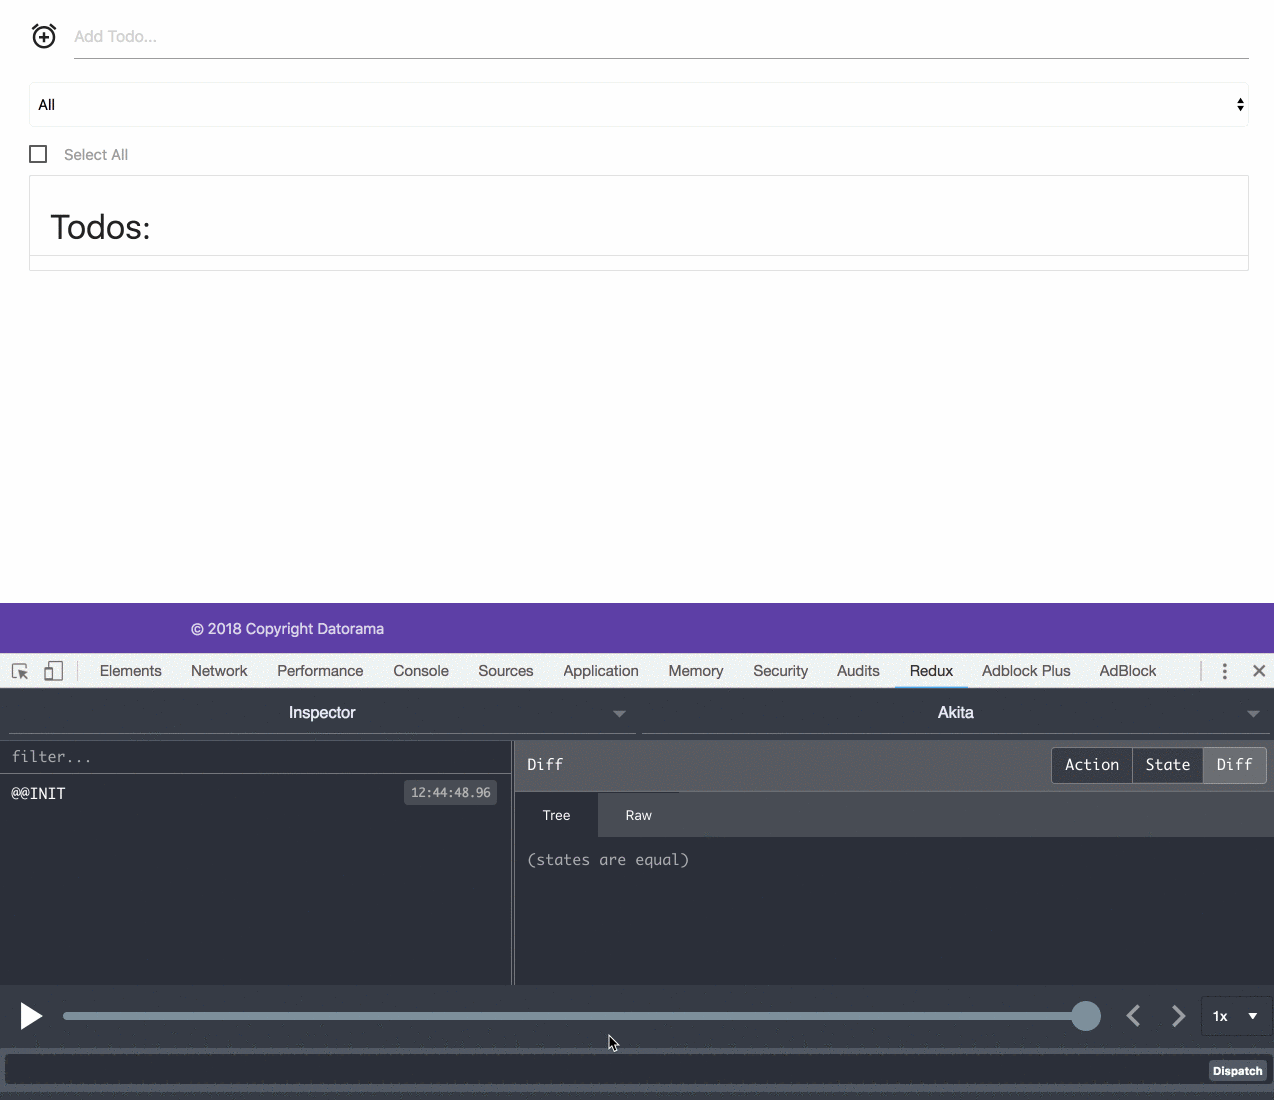 Add Todo...
All
Select All
Todos:
© 2018 Copyright Datorama
Elements Network Performance Console Sources Application Memory Security Audits Redux Adblock Plus AdBlock
Inspector Akita
filter...
Diff Action State Diff
@@INIT 12:44:48.96
Tree Raw
(states are equal)
1x
Dispatch